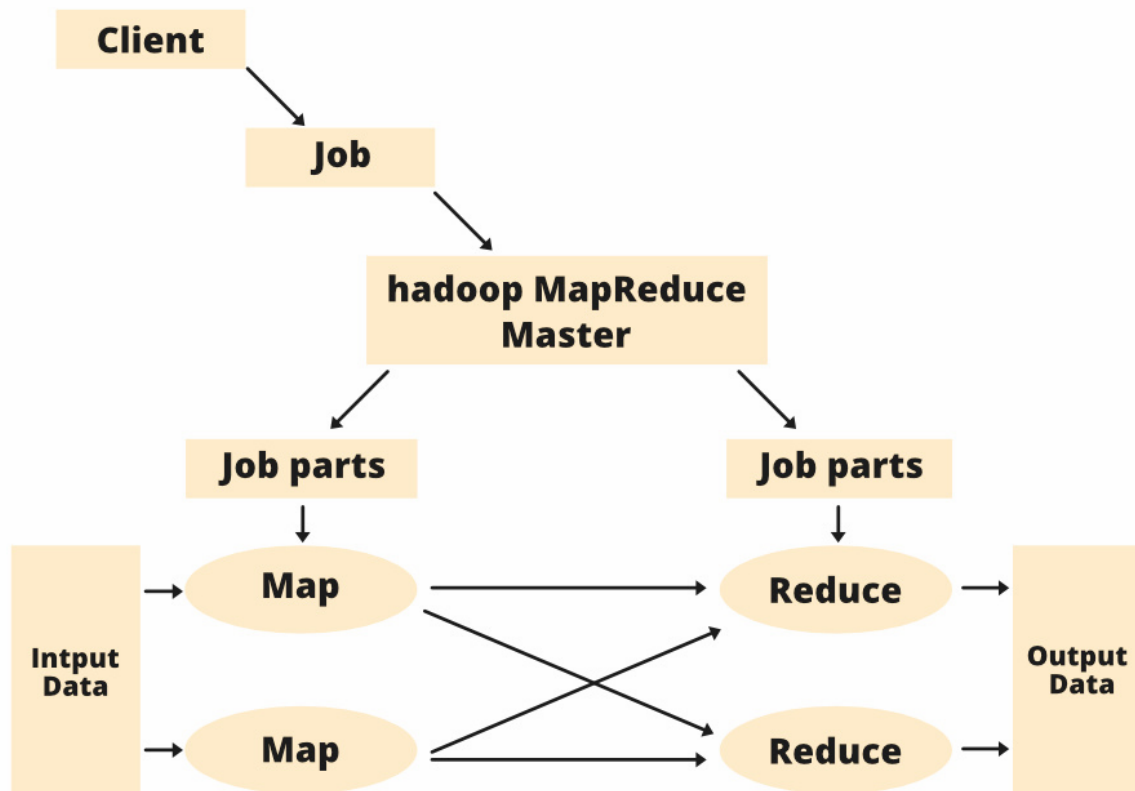 Client
Job
hadoop MapReduce
Master
Job parts
Job parts
Map
Reduce
Intput
Data
Output
Data
Map
Reduce